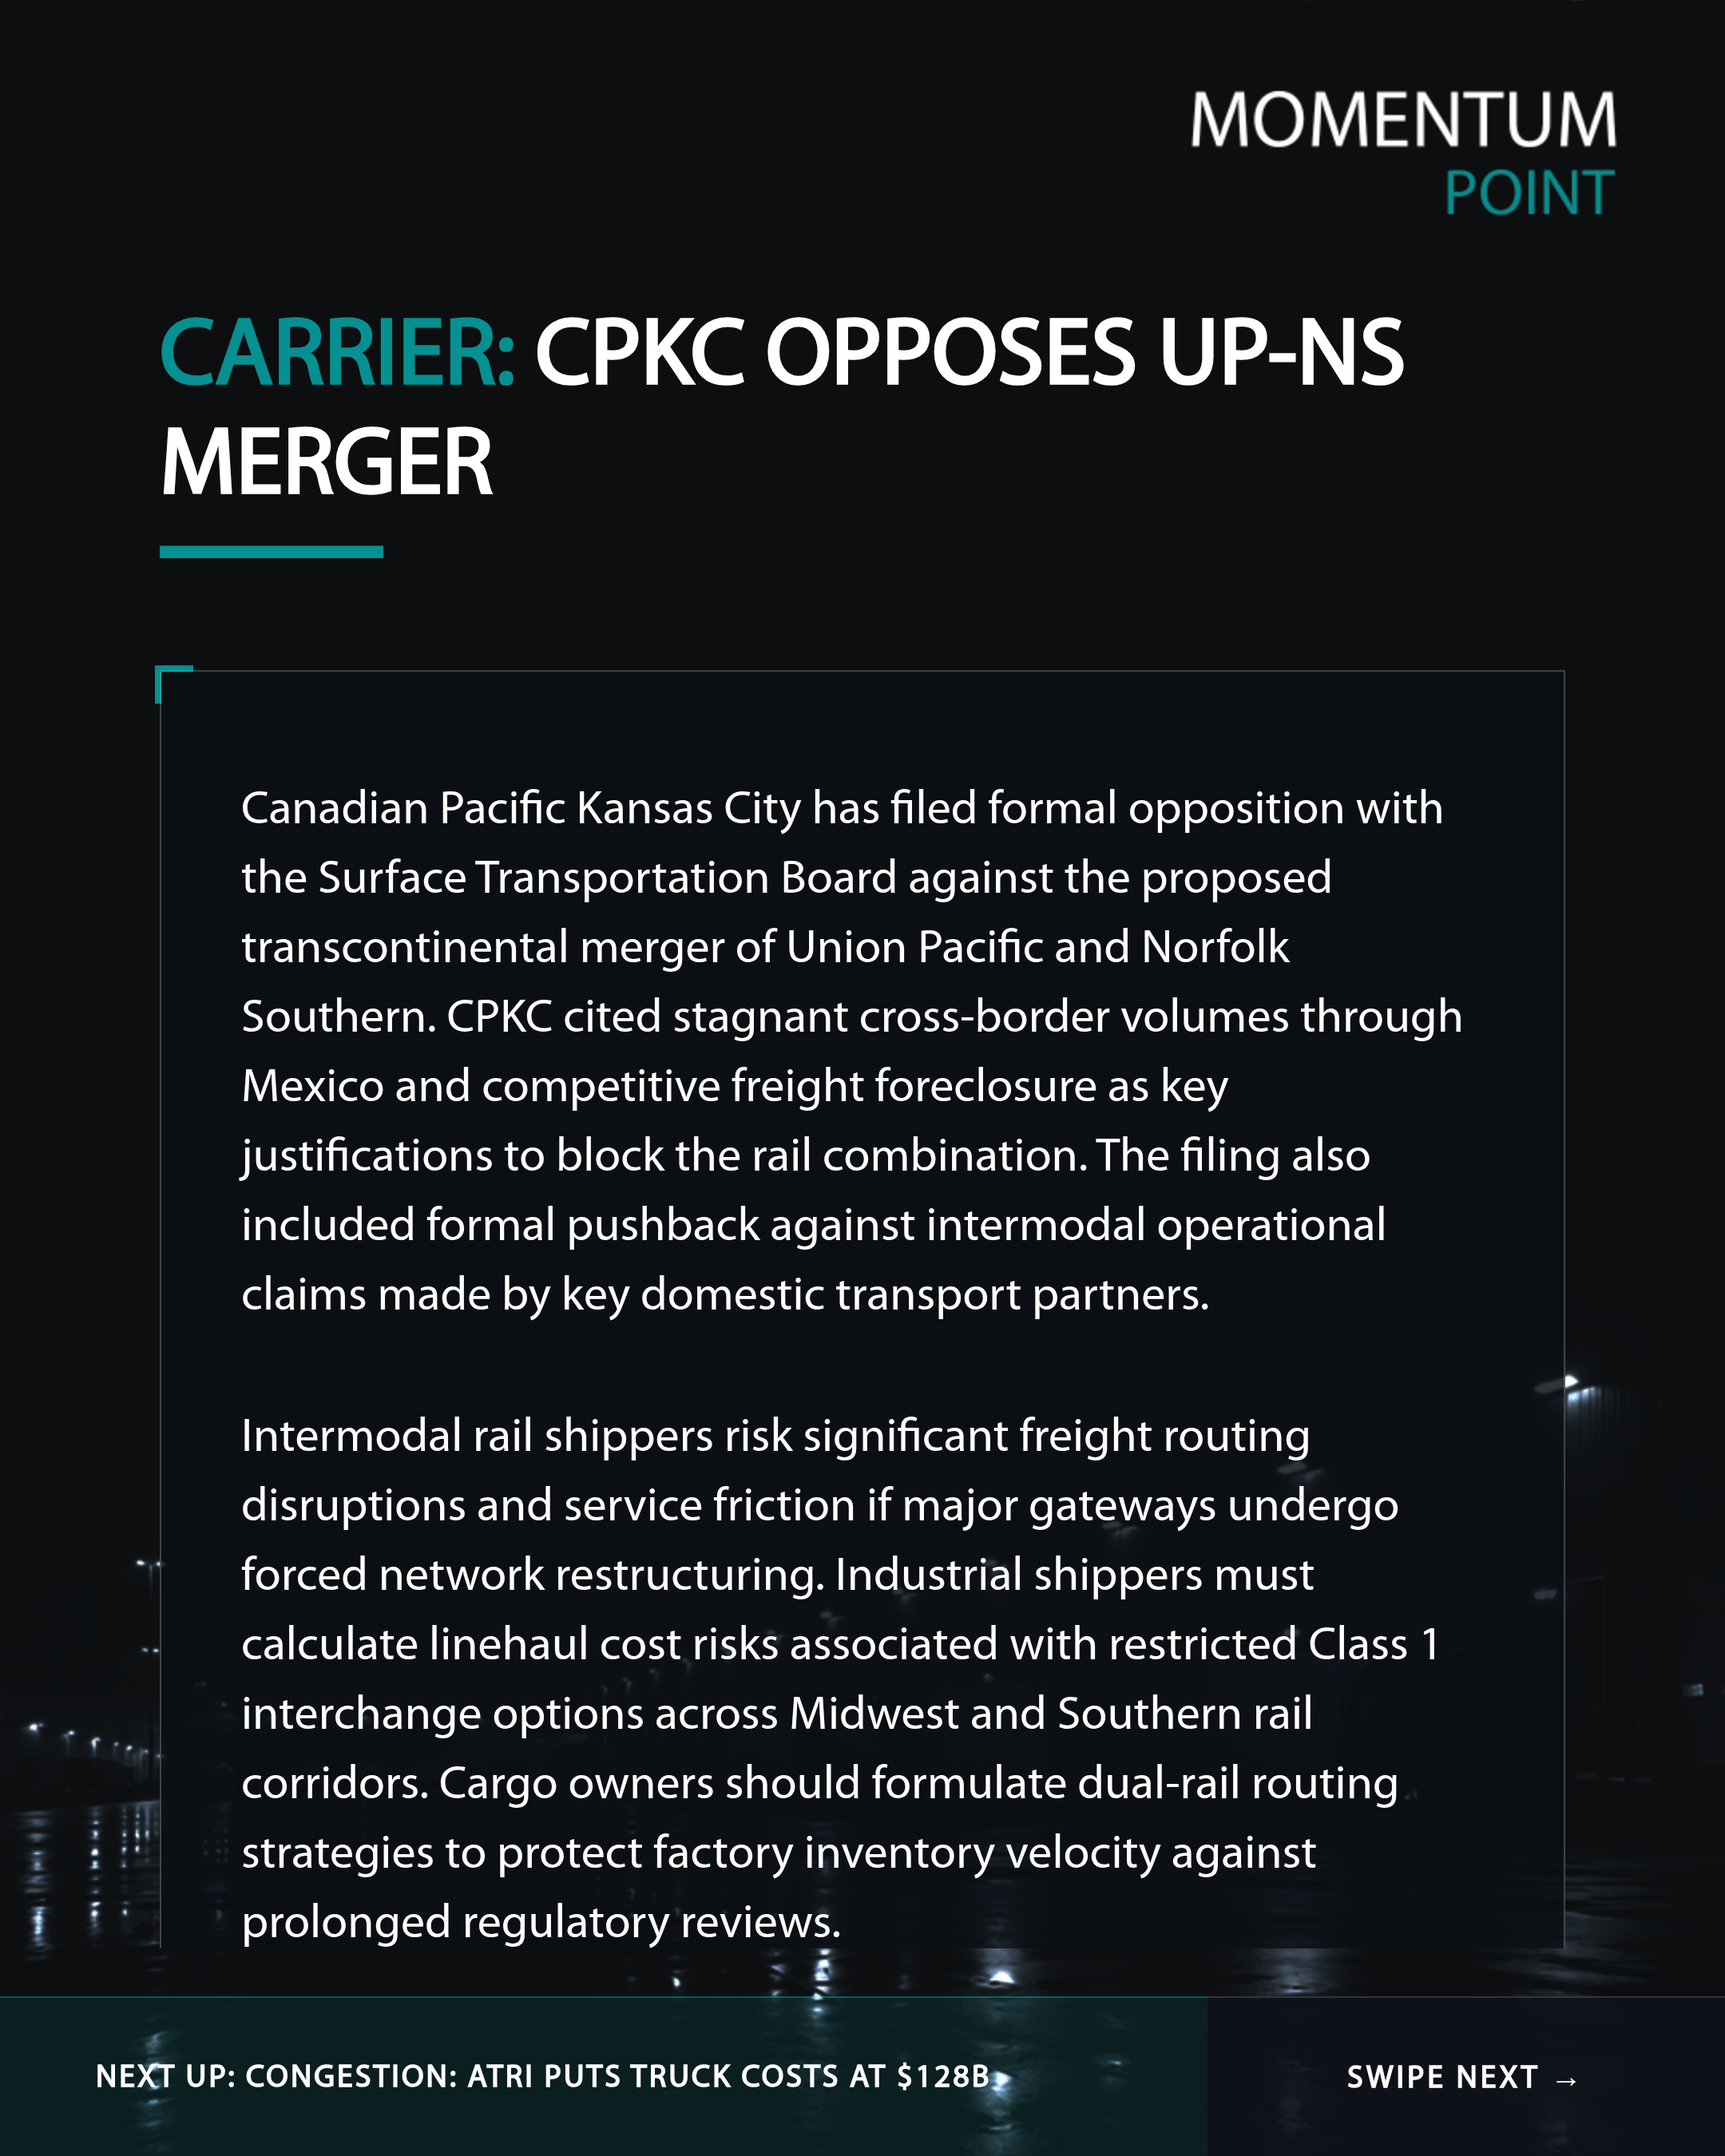 MOMENTUM
POINT
CARRIER: CPKC OPPOSES UP-NS
MERGER
Canadian Pacific Kansas City has filed formal opposition with
the Surface Transportation Board against the proposed
transcontinental merger of Union Pacific and Norfolk
Southern. CPKC cited stagnant cross-border volumes through
Mexico and competitive freight foreclosure as key
justifications to block the rail combination. The filing also
included formal pushback against intermodal operational
claims made by key domestic transport partners.
Intermodal rail shippers risk significant freight routing
disruptions and service friction if major gateways undergo
forced network restructuring. Industrial shippers must
calculate linehaul cost risks associated with restricted Class 1
interchange options across Midwest and Southern rail
corridors. Cargo owners should formulate dual-rail routing
strategies to protect factory inventory velocity against
prolonged regulatory reviews.
NEXT UP: CONGESTION: ATRI PUTS TRUCK COSTS AT $128B
SWIPE NEXT →